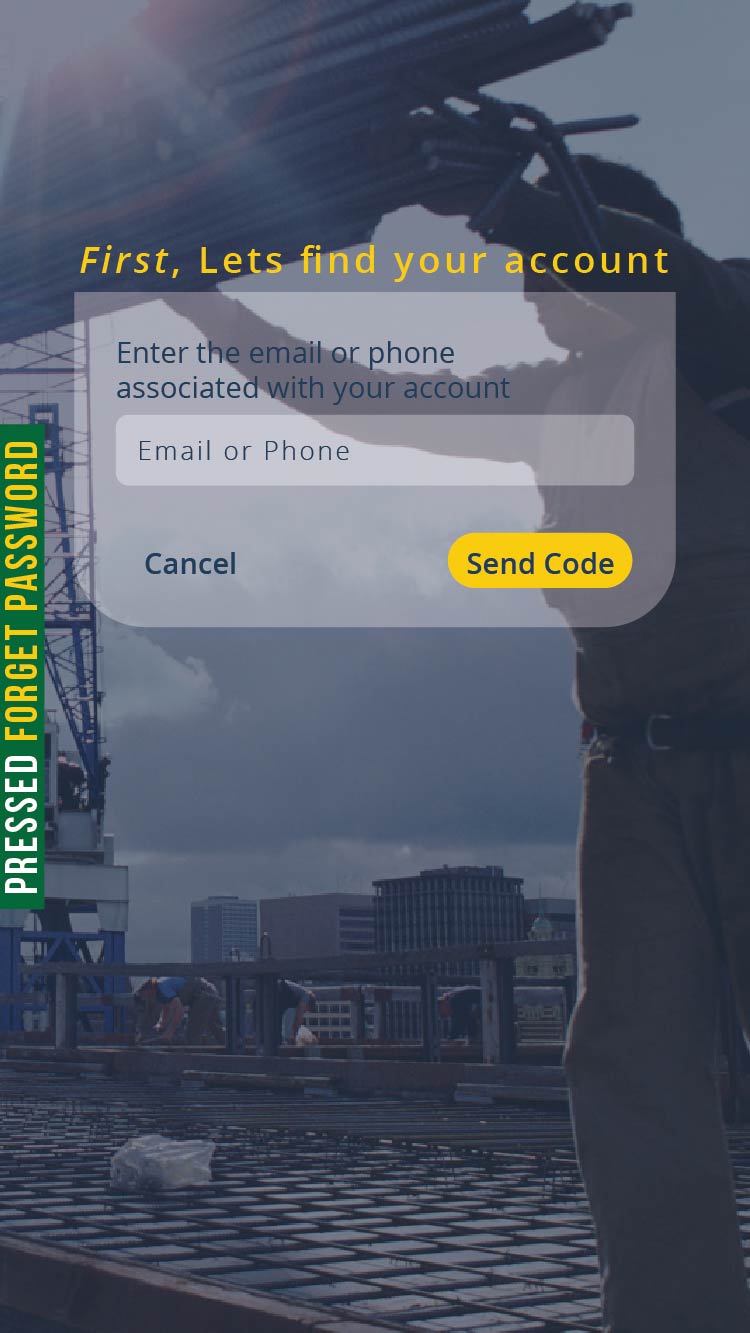 First, Lets find your account
Enter the email or phone
associated with your account
Email or Phone
Cancel
Send Code
PRESSED FORGET PASSWORD